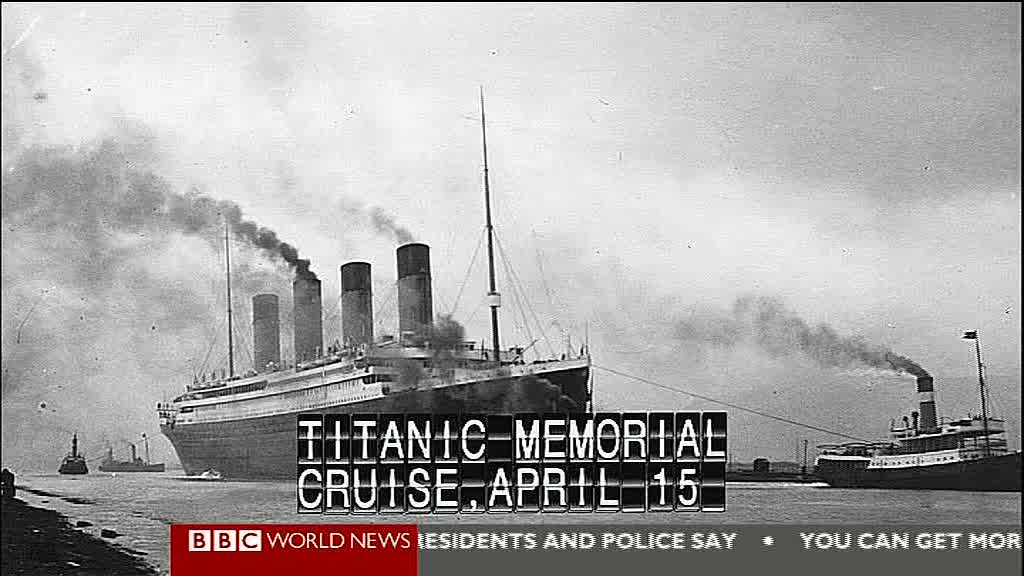 TITANIC MEMORIAL
CRUISE, APRIL 15
BBC WORLD NEWS RESIDENTS AND POLICE SAY • YOU CAN GET MOR